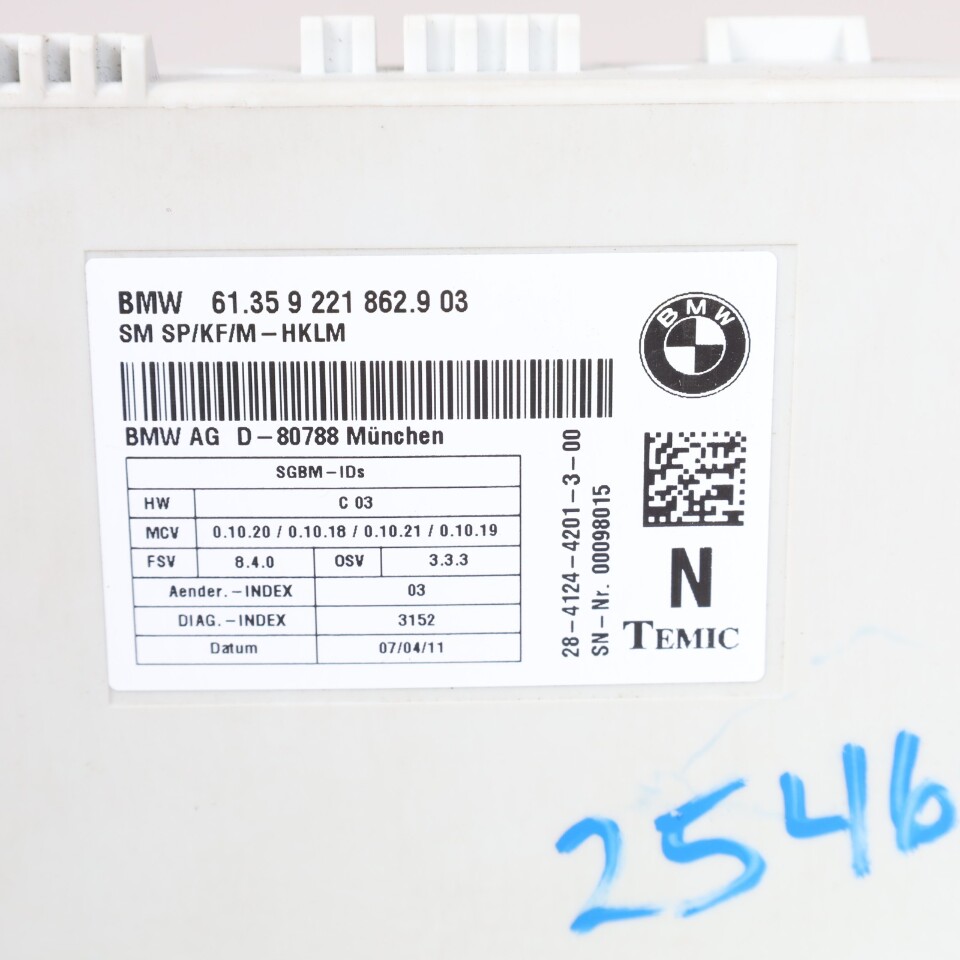 BMW 61.35 9 221 862.9 03
SM SP/KF/M-HKLM
BMW
BMW AG D-80788 München
SGBM-IDs
HW C 03
MCV 0.10.20 / 0.10.18 / 0.10.21 / 0.10.19
FSV 8.4.0 OSV 3.3.3
Aender.-INDEX 03
DIAG.-INDEX 3152
Datum 07/04/11
28-4124-4201-3-00
SN-Nr. 00098015
N
TEMIC
2546